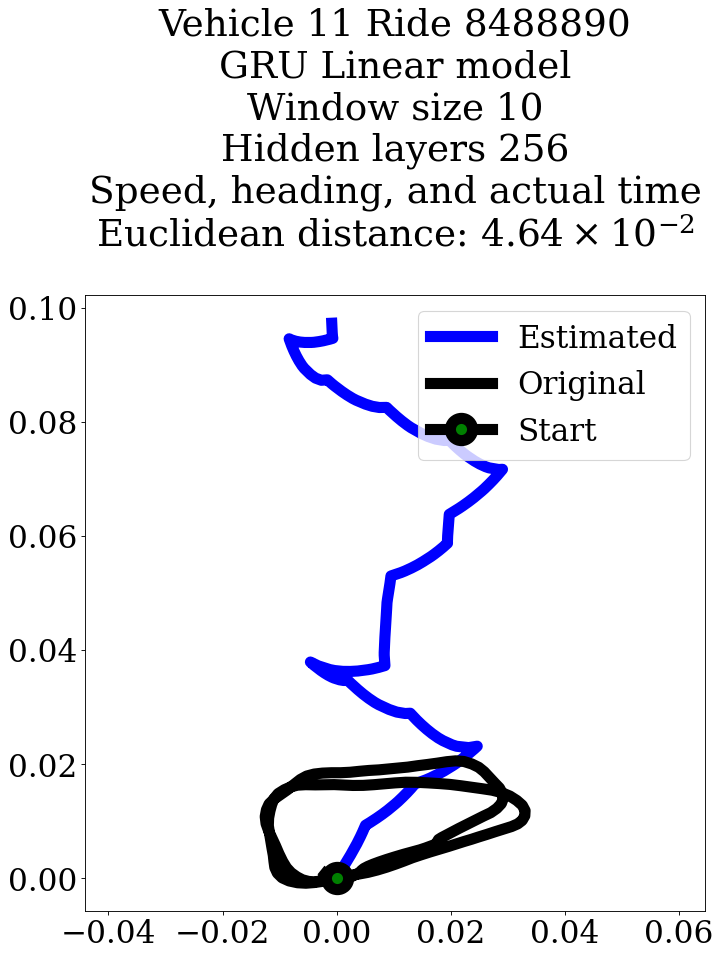 Vehicle 11 Ride 8488890
GRU Linear model
Window size 10
Hidden layers 256
Speed, heading, and actual time
Euclidean distance: 4.64 × 10⁻²
Estimated
Original
Start
0.10
0.08
0.06
0.04
0.02
0.00
−0.04 −0.02 0.00 0.02 0.04 0.06